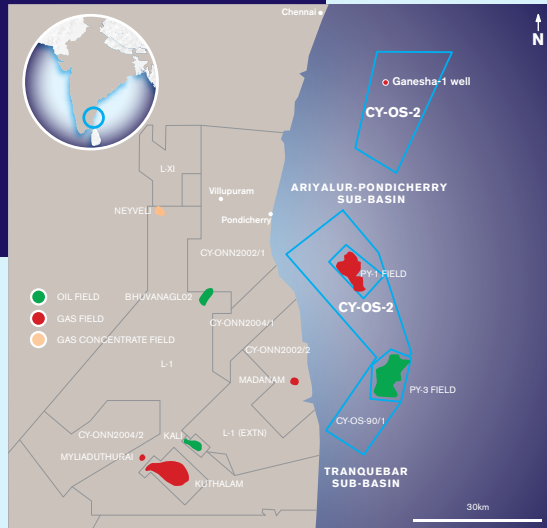 Chennai
N
Ganesha-1 well
CY-OS-2
L-XI
ARIYALUR-PONDICHERRY
SUB-BASIN
Villupuram
NEYVELI
Pondicherry
CY-ONN2002/1
PY-1 FIELD
OIL FIELD
BHUVANAGL02
CY-OS-2
GAS FIELD
CY-ONN2004/1
GAS CONCENTRATE FIELD
CY-ONN2002/2
L-1
MADANAM
PY-3 FIELD
CY-OS-90/1
CY-ONN2004/2
KALI
L-1 (EXTN)
MYLIADUTHURAI
KUTHALAM
TRANQUEBAR
SUB-BASIN
30km